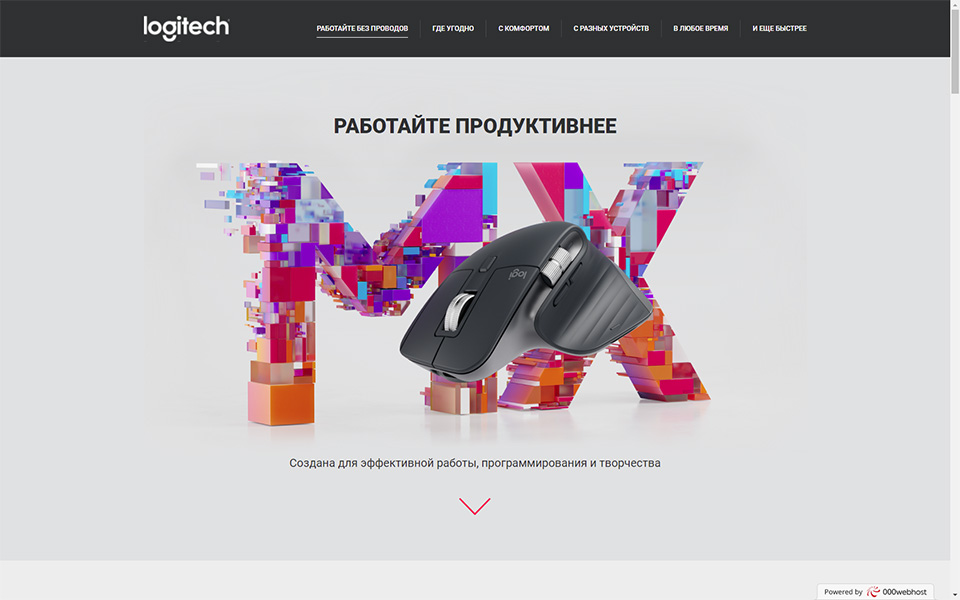 logitech
РАБОТАЙТЕ БЕЗ ПРОВОДОВ
ГДЕ УГОДНО
С КОМФОРТОМ
С РАЗНЫХ УСТРОЙСТВ
В ЛЮБОЕ ВРЕМЯ
И ЕЩЕ БЫСТРЕЕ
РАБОТАЙТЕ ПРОДУКТИВНЕЕ
MX
logi
Создана для эффективной работы, программирования и творчества
Powered by 000webhost